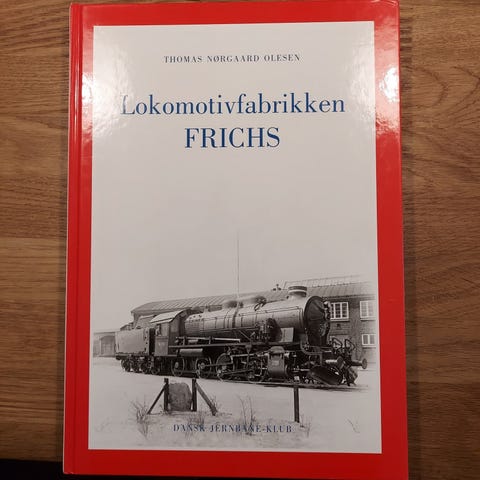 THOMAS NØRGAARD OLESEN
Lokomotivfabrikken
FRICHS
DANSK JERNBANE-KLUB